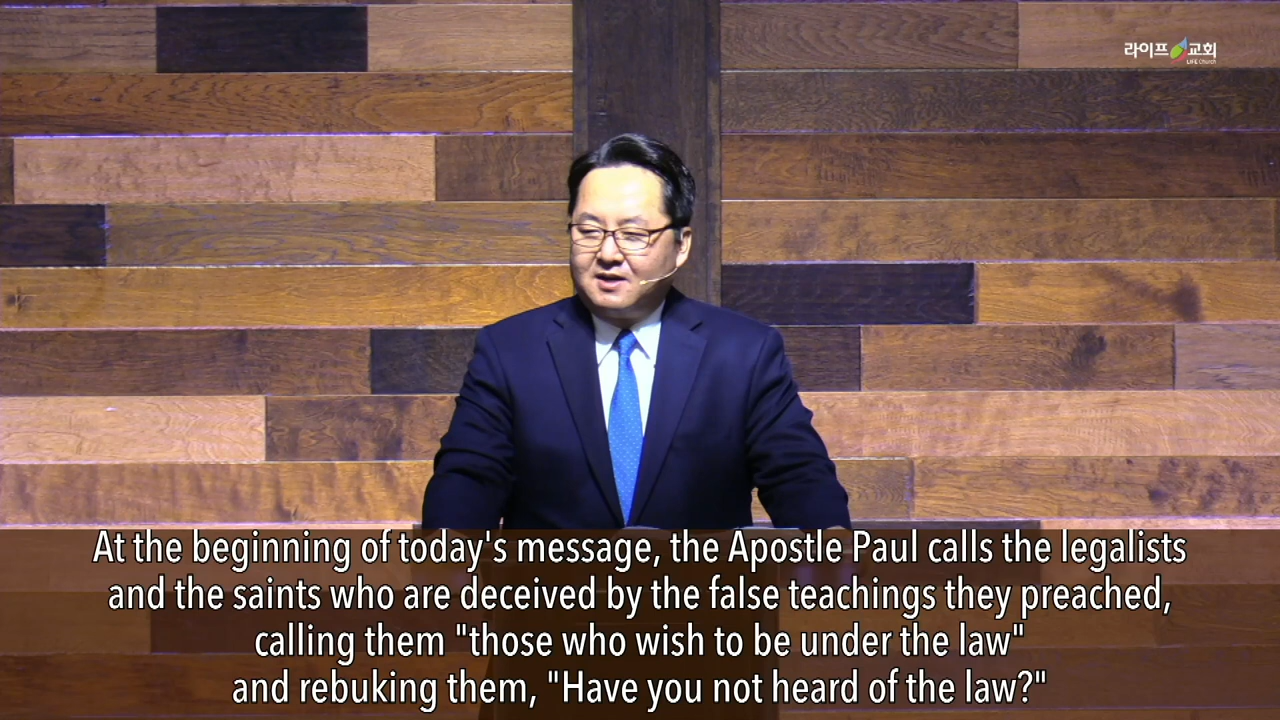 라이프 교회
LIFE Church
At the beginning of today's message, the Apostle Paul calls the legalists
and the saints who are deceived by the false teachings they preached,
calling them "those who wish to be under the law"
and rebuking them, "Have you not heard of the law?"